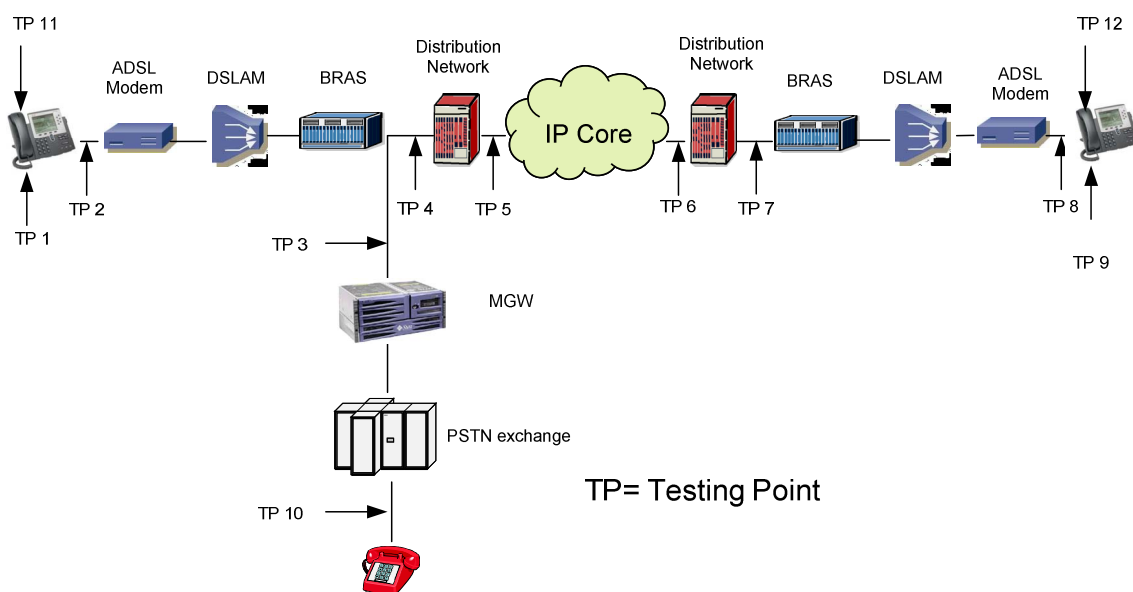 TP 11
ADSL
Modem
DSLAM
BRAS
Distribution
Network
IP Core
Distribution
Network
BRAS
DSLAM
ADSL
Modem
TP 12
TP 1
TP 2
TP 4
TP 5
TP 6
TP 7
TP 8
TP 9
TP 3
MGW
PSTN exchange
TP= Testing Point
TP 10